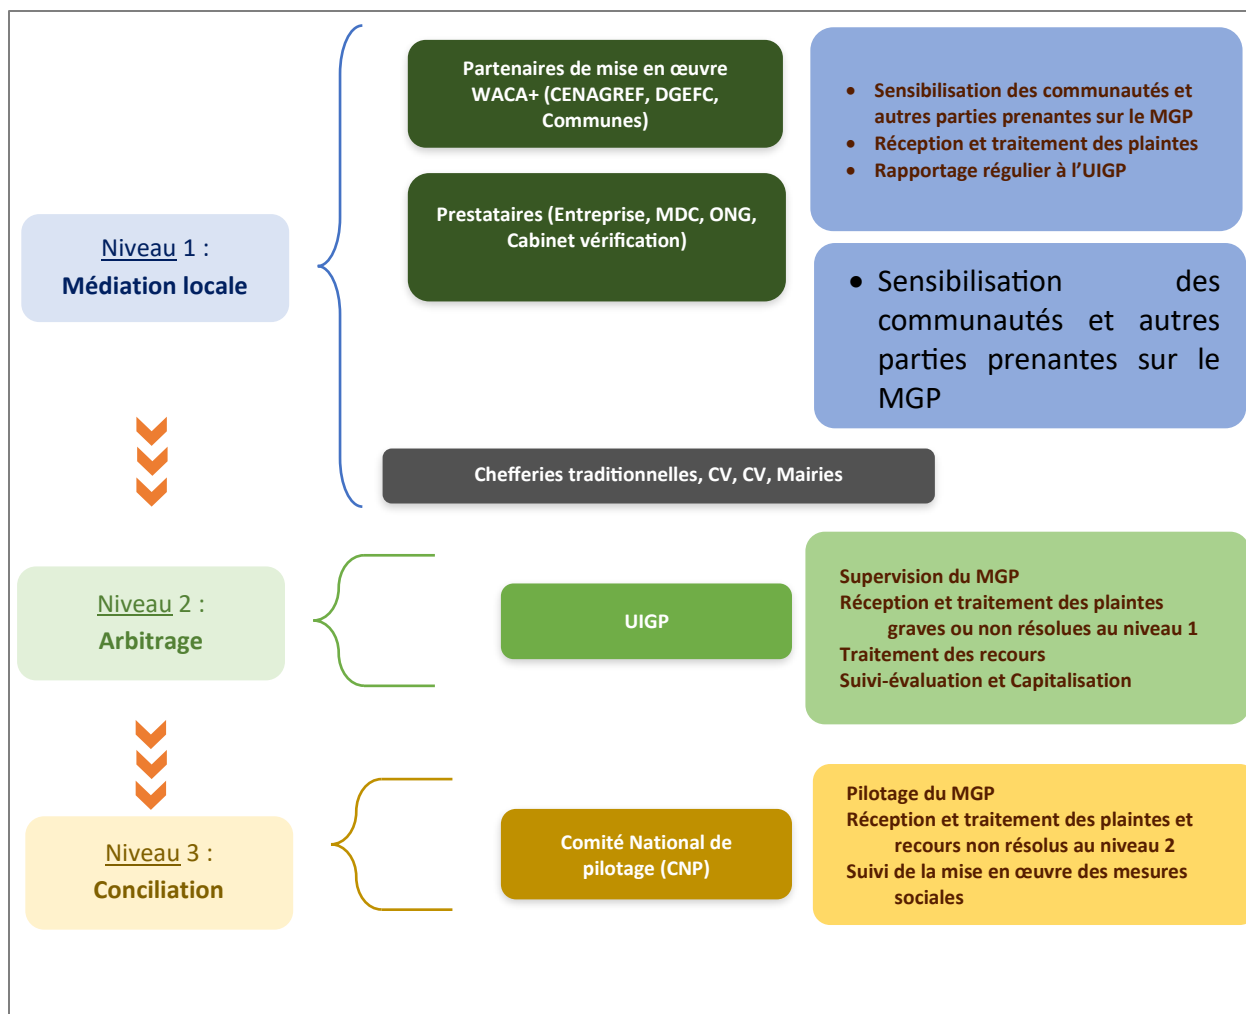 Niveau 1 :
Médiation locale
Partenaires de mise en œuvre
WACA+ (CENAGREF, DGEFC,
Communes)
Prestataires (Entreprise, MDC, ONG,
Cabinet vérification)
• Sensibilisation des communautés et
autres parties prenantes sur le MGP
• Réception et traitement des plaintes
• Rapportage régulier à l’UIGP
• Sensibilisation des
communautés et autres
parties prenantes sur le
MGP
Chefferies traditionnelles, CV, CV, Mairies
Niveau 2 :
Arbitrage
UIGP
Supervision du MGP
Réception et traitement des plaintes
graves ou non résolues au niveau 1
Traitement des recours
Suivi-évaluation et Capitalisation
Niveau 3 :
Conciliation
Comité National de
pilotage (CNP)
Pilotage du MGP
Réception et traitement des plaintes et
recours non résolus au niveau 2
Suivi de la mise en œuvre des mesures
sociales